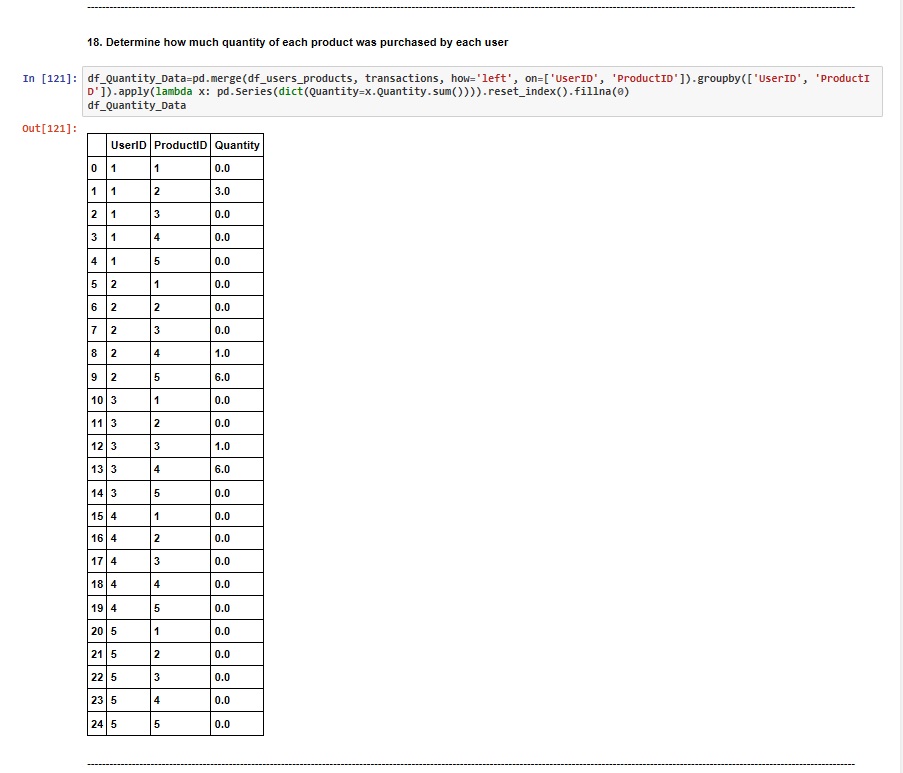 18. Determine how much quantity of each product was purchased by each user
In [121]: df_Quantity_Data=pd.merge(df_users_products, transactions, how='left', on=['UserID', 'ProductID']).groupby(['UserID', 'ProductI
D']).apply(lambda x: pd.Series(dict(Quantity=x.Quantity.sum()))).reset_index().fillna(0)
df_Quantity_Data
Out[121]:
UserID ProductID Quantity
0 1 1 0.0
1 1 2 3.0
2 1 3 0.0
3 1 4 0.0
4 1 5 0.0
5 2 1 0.0
6 2 2 0.0
7 2 3 0.0
8 2 4 1.0
9 2 5 6.0
10 3 1 0.0
11 3 2 0.0
12 3 3 1.0
13 3 4 6.0
14 3 5 0.0
15 4 1 0.0
16 4 2 0.0
17 4 3 0.0
18 4 4 0.0
19 4 5 0.0
20 5 1 0.0
21 5 2 0.0
22 5 3 0.0
23 5 4 0.0
24 5 5 0.0